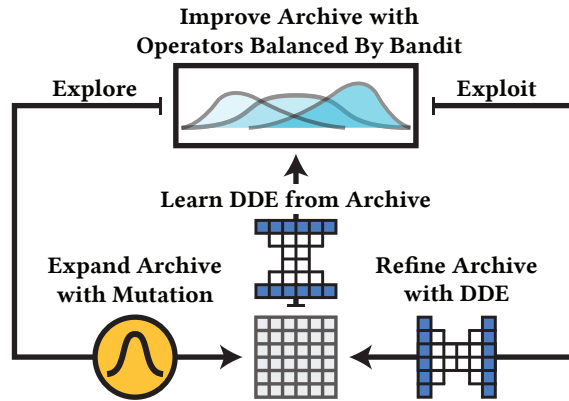 Improve Archive with
Operators Balanced By Bandit
Explore
Exploit
Learn DDE from Archive
Expand Archive
with Mutation
Refine Archive
with DDE